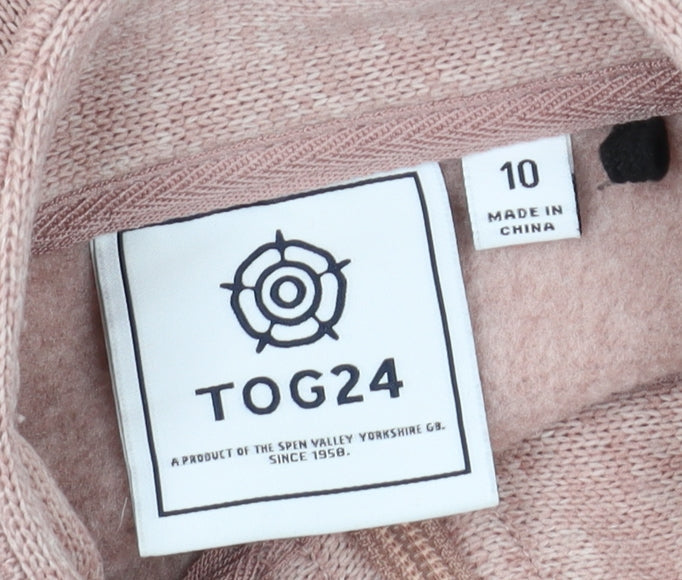 TOG24
A PRODUCT OF THE SPEN VALLEY YORKSHIRE GB.
SINCE 1958.
10
MADE IN
CHINA